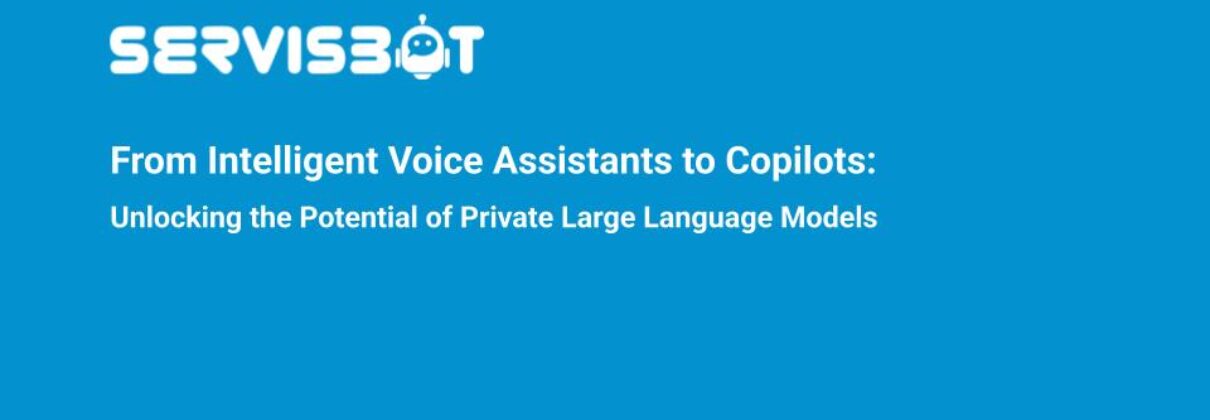 SERVISBOT
From Intelligent Voice Assistants to Copilots:
Unlocking the Potential of Private Large Language Models